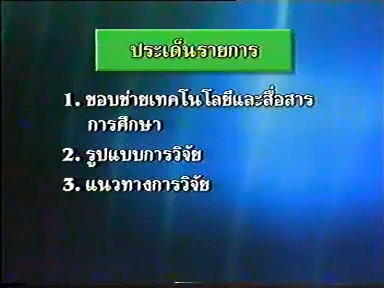 ประเด็นรายการ
1. ขอบข่ายเทคโนโลยีและสื่อสาร
การศึกษา
2. รูปแบบการวิจัย
3. แนวทางการวิจัย